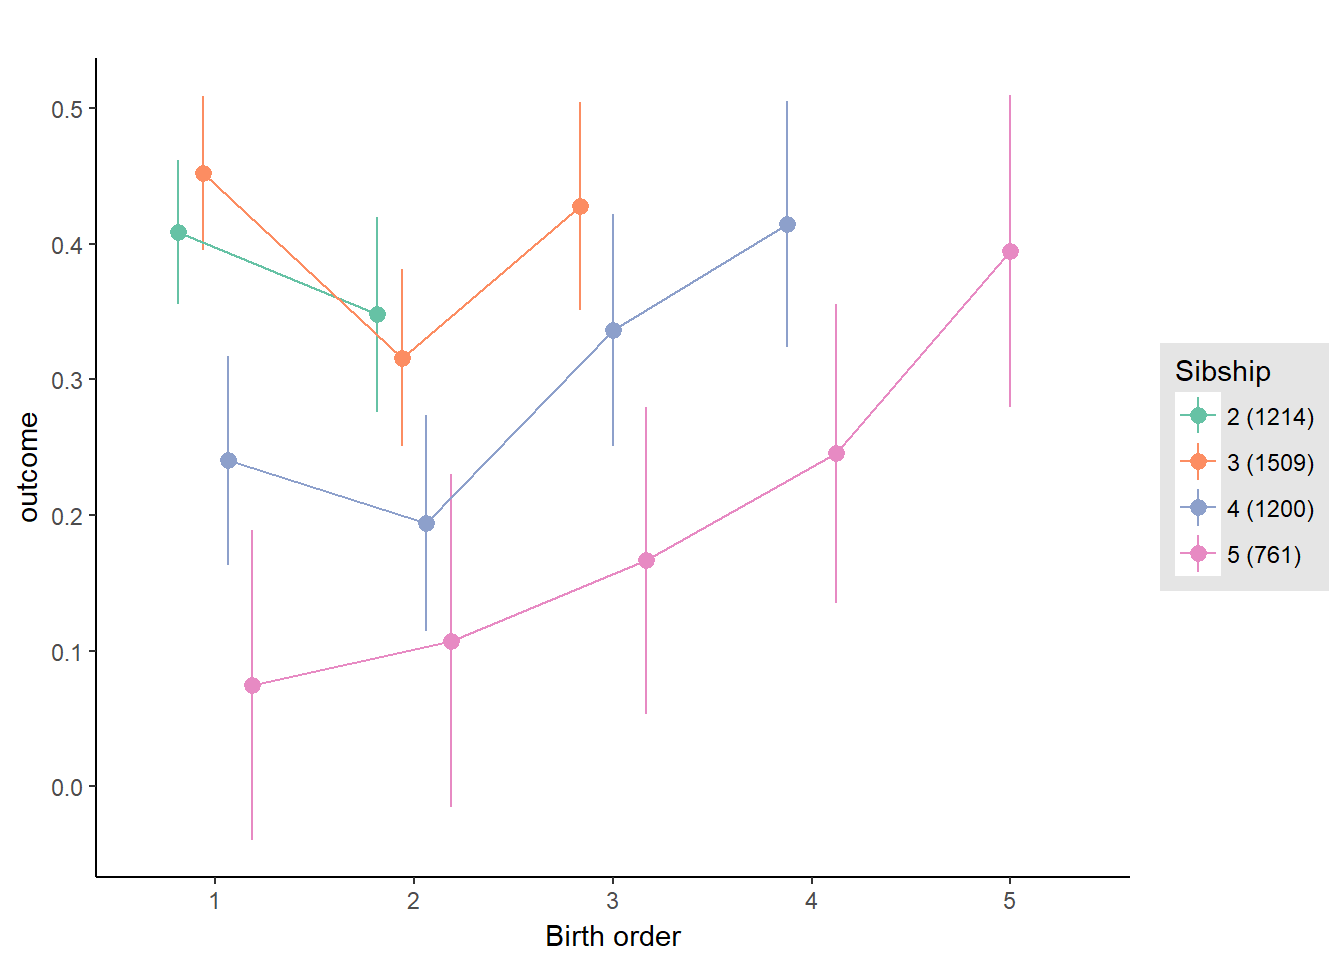 0.5
0.4
0.3
0.2
0.1
0.0
outcome
1 2 3 4 5
Birth order
Sibship
2 (1214)
3 (1509)
4 (1200)
5 (761)